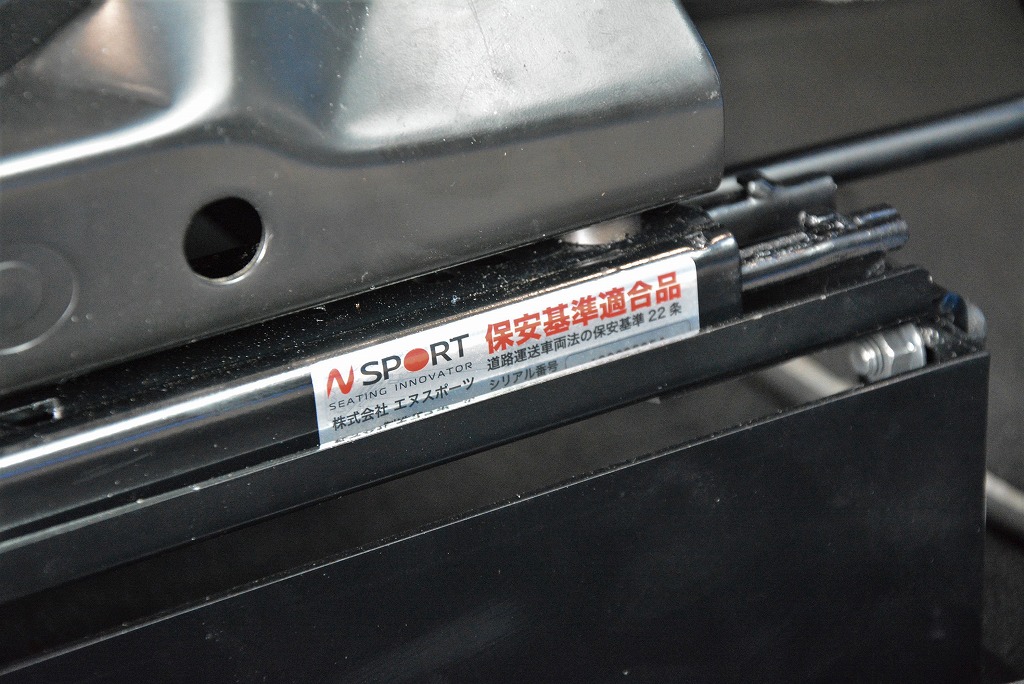 N SPORT
SEATING INNOVATOR
株式会社 エヌスポーツ
保安基準適合品
道路運送車両法の保安基準 22 条
シリアル番号